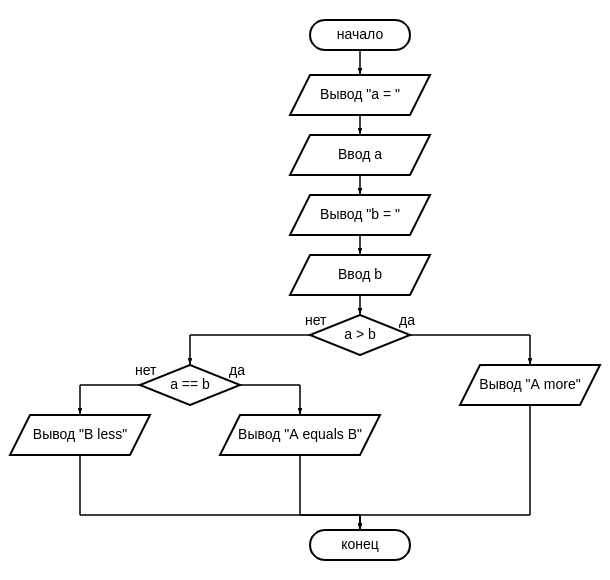 начало
Вывод "a = "
Ввод a
Вывод "b = "
Ввод b
нет
a > b
да
нет
a == b
да
Вывод "A more"
Вывод "B less"
Вывод "A equals B"
конец